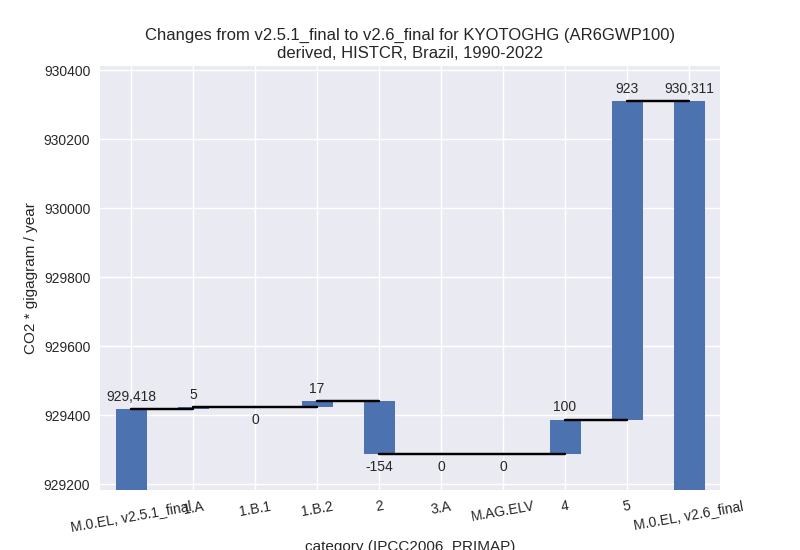 Changes from v2.5.1_final to v2.6_final for KYOTOGHG (AR6GWP100)
derived, HISTCR, Brazil, 1990-2022
CO2 * gigagram / year
930400
930200
930000
929800
929600
929400
929200
929,418
5
0
17
-154
0
0
100
923
930,311
M.0.EL, v2.5.1_final
1.A
1.B.1
1.B.2
2
3.A
M.AG.ELV
4
5
M.0.EL, v2.6_final
category (IPCC2006_PRIMAP)